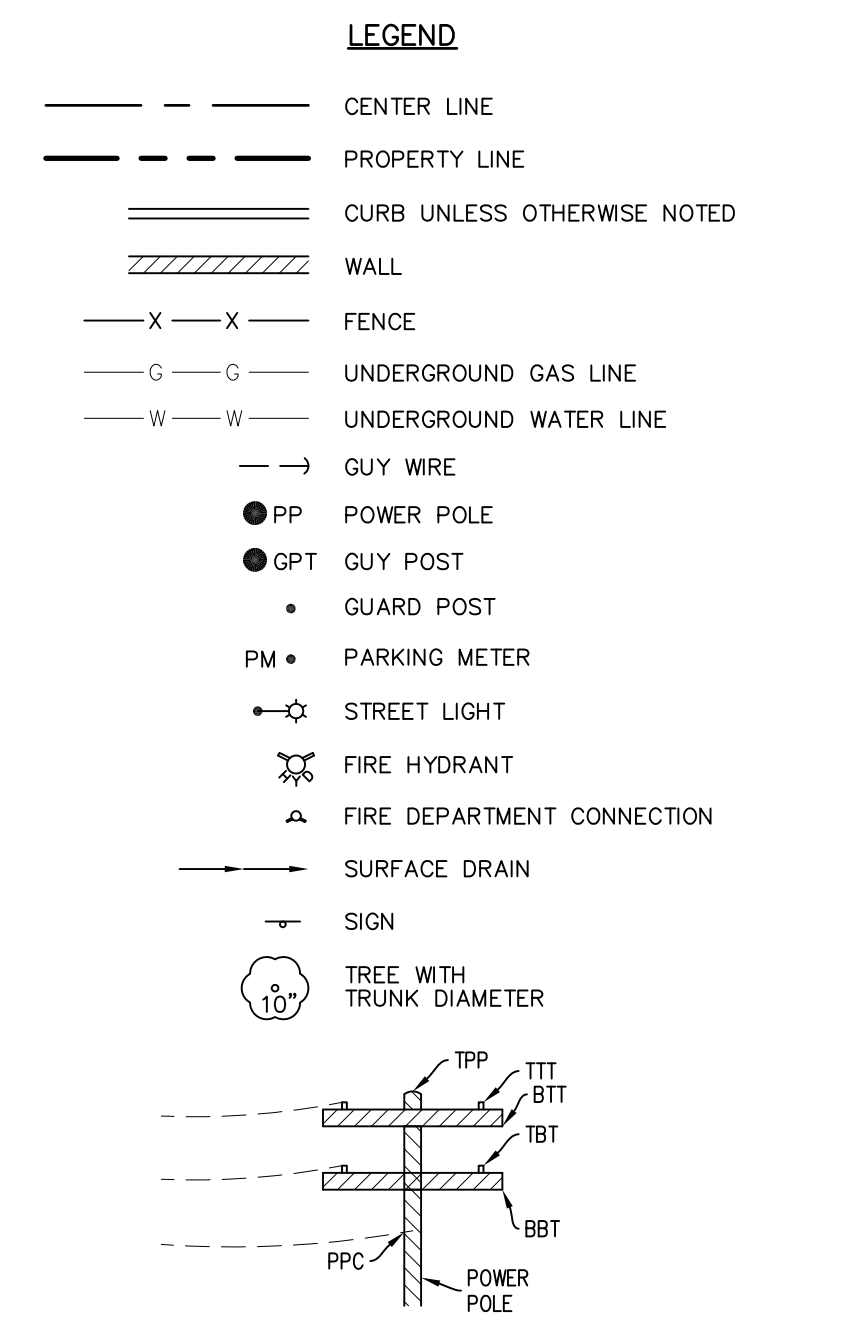 LEGEND
CENTER LINE
PROPERTY LINE
CURB UNLESS OTHERWISE NOTED
WALL
X X FENCE
G G UNDERGROUND GAS LINE
W W UNDERGROUND WATER LINE
GUY WIRE
PP POWER POLE
GPT GUY POST
GUARD POST
PM PARKING METER
STREET LIGHT
FIRE HYDRANT
HYD
FIRE DEPARTMENT CONNECTION
SURFACE DRAIN
SIGN
TREE WITH
10" TRUNK DIAMETER
TPP
TTT
BTT
TBT
BBT
PPC
POWER
POLE